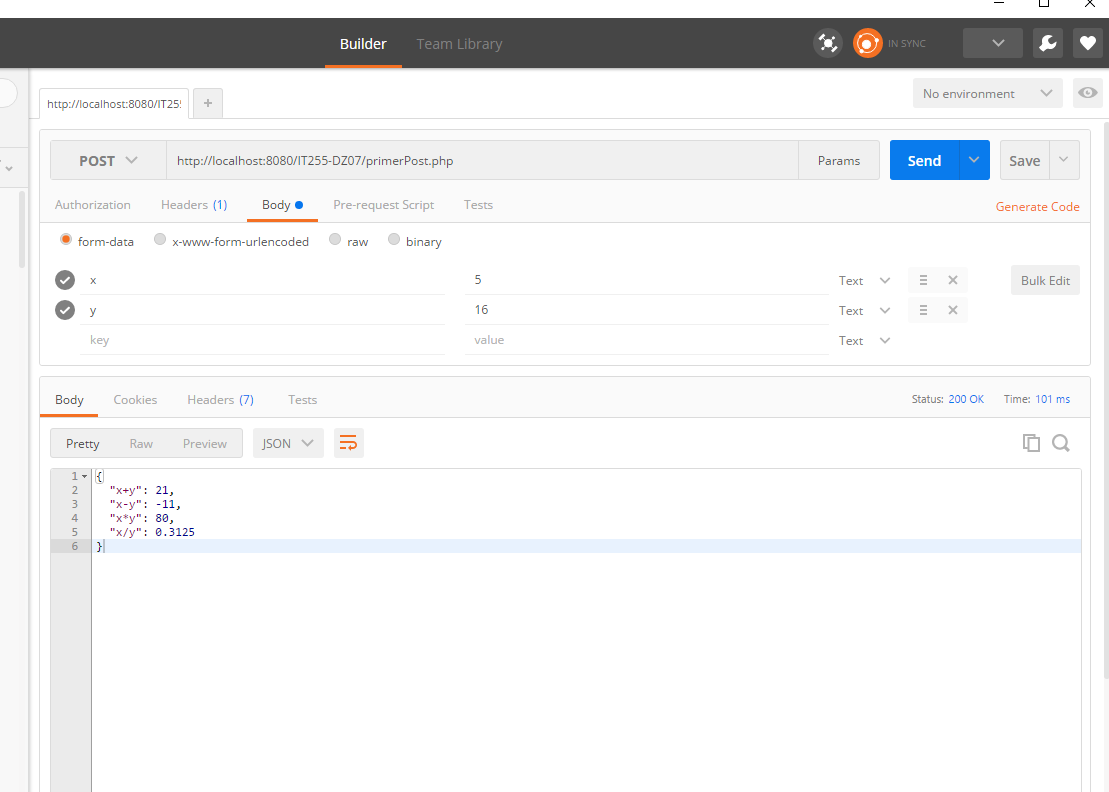 Builder Team Library IN SYNC
http://localhost:8080/IT25 + No environment
POST http://localhost:8080/IT255-DZ07/primerPost.php Params Send Save
Authorization Headers (1) Body Pre-request Script Tests Generate Code
form-data x-www-form-urlencoded raw binary
x 5 Text Bulk Edit
y 16 Text
key value Text
Body Cookies Headers (7) Tests Status: 200 OK Time: 101 ms
Pretty Raw Preview JSON
1 {
2 "x+y": 21,
3 "x-y": -11,
4 "x*y": 80,
5 "x/y": 0.3125
6 }